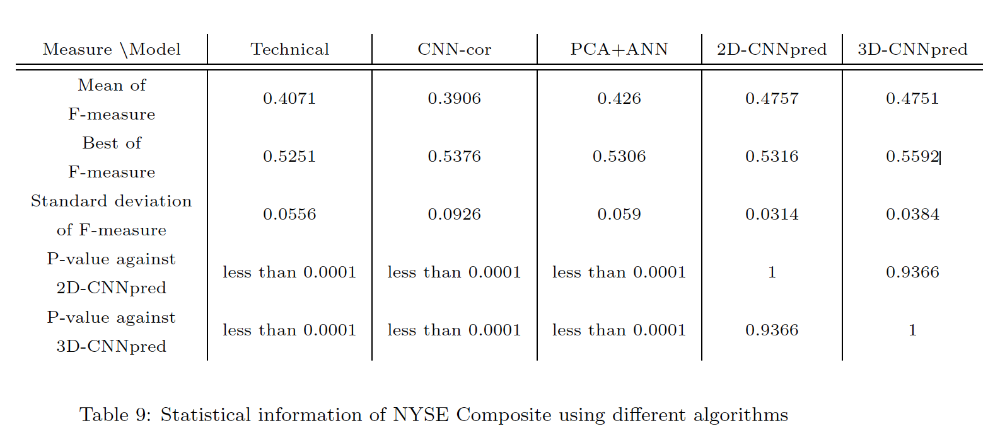 Measure \Model Technical CNN-cor PCA+ANN 2D-CNNpred 3D-CNNpred
Mean of
F-measure 0.4071 0.3906 0.426 0.4757 0.4751
Best of
F-measure 0.5251 0.5376 0.5306 0.5316 0.5592
Standard deviation
of F-measure 0.0556 0.0926 0.059 0.0314 0.0384
P-value against
2D-CNNpred less than 0.0001 less than 0.0001 less than 0.0001 1 0.9366
P-value against
3D-CNNpred less than 0.0001 less than 0.0001 less than 0.0001 0.9366 1
Table 9: Statistical information of NYSE Composite using different algorithms